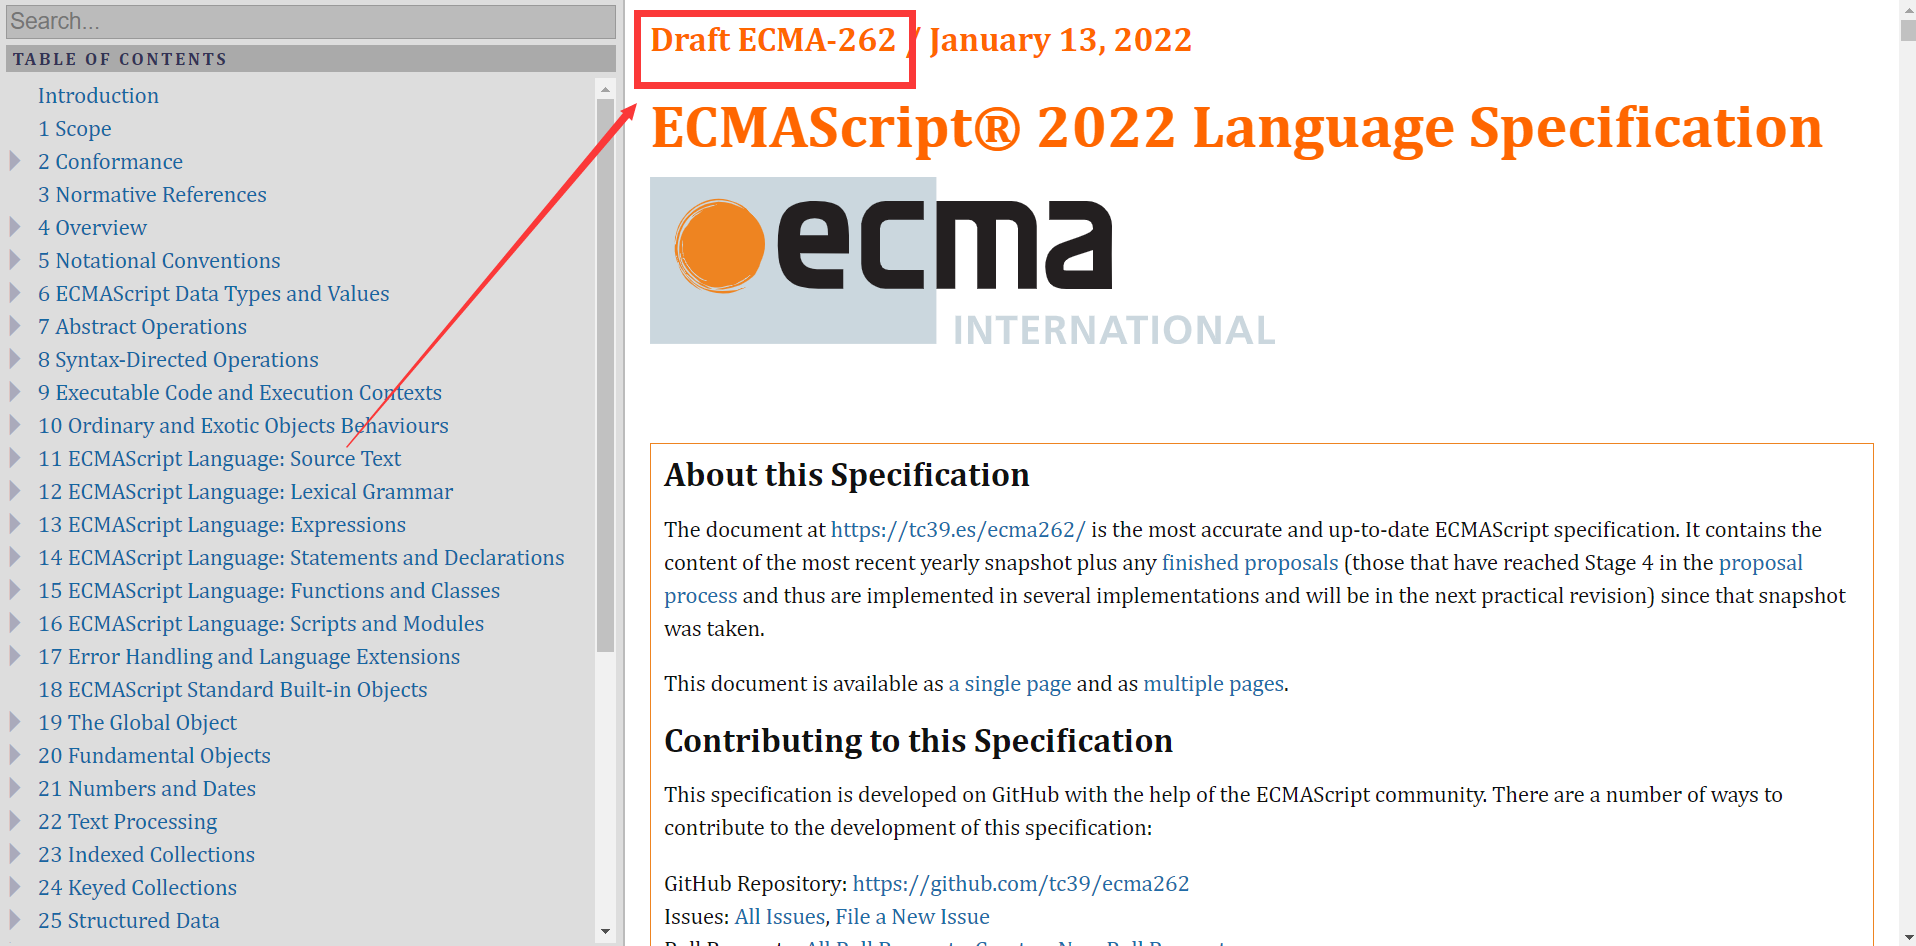 Search...
TABLE OF CONTENTS
Introduction
1 Scope
2 Conformance
3 Normative References
4 Overview
5 Notational Conventions
6 ECMAScript Data Types and Values
7 Abstract Operations
8 Syntax-Directed Operations
9 Executable Code and Execution Contexts
10 Ordinary and Exotic Objects Behaviours
11 ECMAScript Language: Source Text
12 ECMAScript Language: Lexical Grammar
13 ECMAScript Language: Expressions
14 ECMAScript Language: Statements and Declarations
15 ECMAScript Language: Functions and Classes
16 ECMAScript Language: Scripts and Modules
17 Error Handling and Language Extensions
18 ECMAScript Standard Built-in Objects
19 The Global Object
20 Fundamental Objects
21 Numbers and Dates
22 Text Processing
23 Indexed Collections
24 Keyed Collections
25 Structured Data
Draft ECMA-262 / January 13, 2022
ECMAScript® 2022 Language Specification
ecma
INTERNATIONAL
About this Specification
The document at https://tc39.es/ecma262/ is the most accurate and up-to-date ECMAScript specification. It contains the
content of the most recent yearly snapshot plus any finished proposals (those that have reached Stage 4 in the proposal
process and thus are implemented in several implementations and will be in the next practical revision) since that snapshot
was taken.
This document is available as a single page and as multiple pages.
Contributing to this Specification
This specification is developed on GitHub with the help of the ECMAScript community. There are a number of ways to
contribute to the development of this specification:
GitHub Repository: https://github.com/tc39/ecma262
Issues: All Issues, File a New Issue